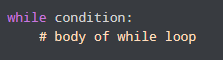 while condition:
    # body of while loop